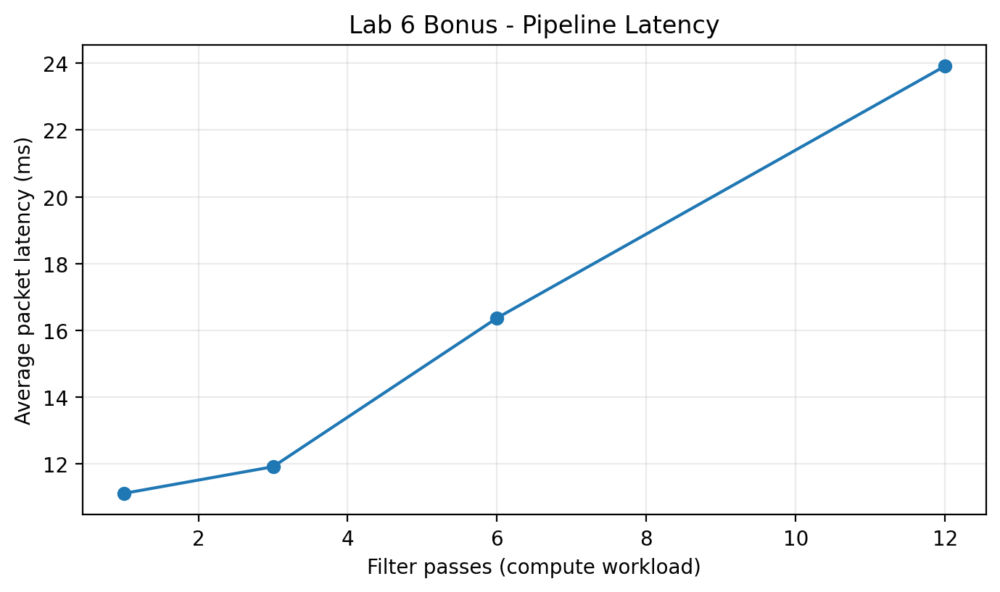 Lab 6 Bonus - Pipeline Latency
Average packet latency (ms)
24
22
20
18
16
14
12
2 4 6 8 10 12
Filter passes (compute workload)